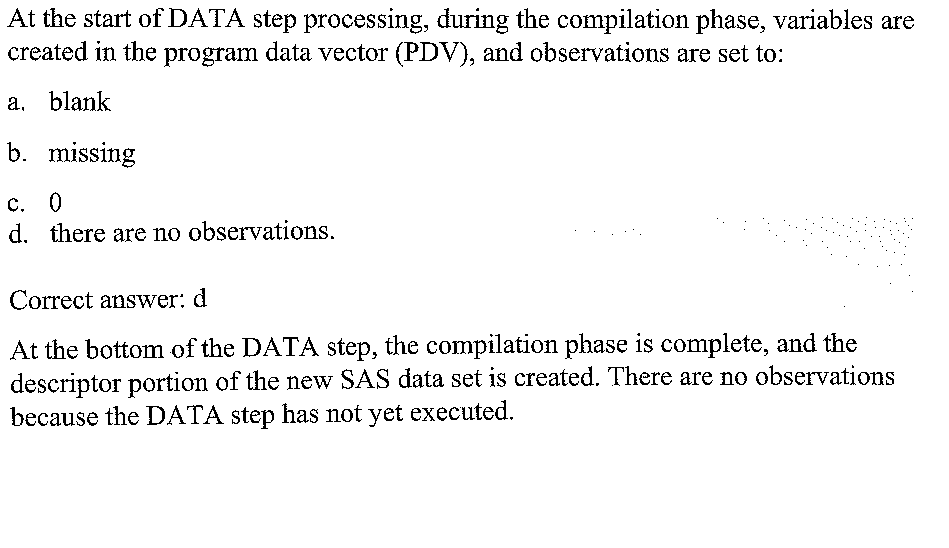 At the start of DATA step processing, during the compilation phase, variables are
created in the program data vector (PDV), and observations are set to:
a. blank
b. missing
c. 0
d. there are no observations.
Correct answer: d
At the bottom of the DATA step, the compilation phase is complete, and the
descriptor portion of the new SAS data set is created. There are no observations
because the DATA step has not yet executed.